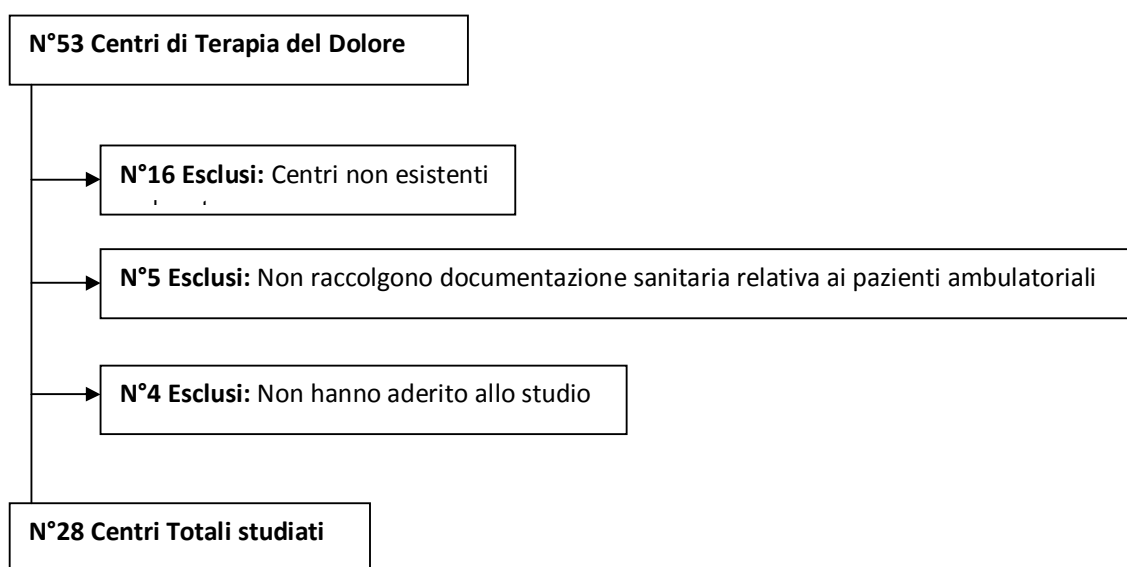 N°53 Centri di Terapia del Dolore
N°16 Esclusi: Centri non esistenti
N°5 Esclusi: Non raccolgono documentazione sanitaria relativa ai pazienti ambulatoriali
N°4 Esclusi: Non hanno aderito allo studio
N°28 Centri Totali studiati